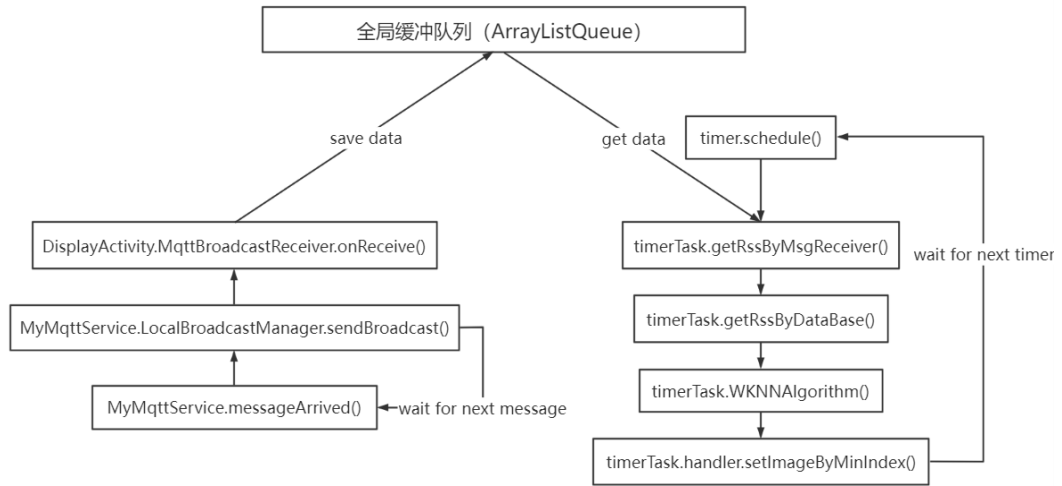 全局缓冲队列（ArrayListQueue）
save data
get data
timer.schedule()
DisplayActivity.MqttBroadcastReceiver.onReceive()
timerTask.getRssByMsgReceiver()
wait for next timer
MyMqttService.LocalBroadcastManager.sendBroadcast()
timerTask.getRssByDataBase()
MyMqttService.messageArrived()
wait for next message
timerTask.WKNNAlgorithm()
timerTask.handler.setImageByMinIndex()